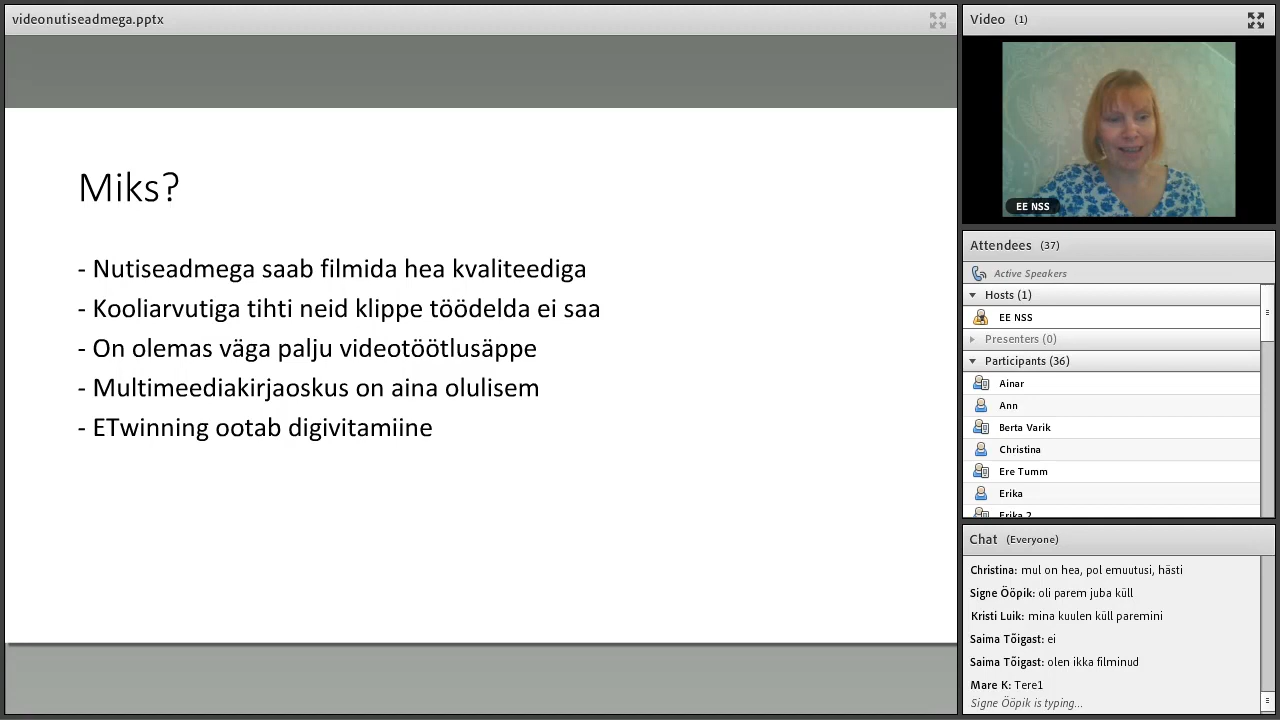 videonutiseadmega.pptx
Miks?
- Nutiseadmega saab filmida hea kvaliteediga
- Kooliarvutiga tihti neid klippe töödelda ei saa
- On olemas väga palju videotöötlusäppe
- Multimeediakirjaoskus on aina olulisem
- ETwinning ootab digivitamiine
Video (1)
EE NSS
Attendees (37)
Active Speakers
Hosts (1)
EE NSS
Presenters (0)
Participants (36)
Ainar
Ann
Berta Varik
Christina
Ere Tumm
Erika
Erika 2
Chat (Everyone)
Christina: mul on hea, pol emuutusi, hästi
Signe Ööpik: oli parem juba küll
Kristi Luik: mina kuulen küll paremini
Saima Tõigast: ei
Saima Tõigast: olen ikka filminud
Mare K: Tere1
Signe Ööpik is typing...